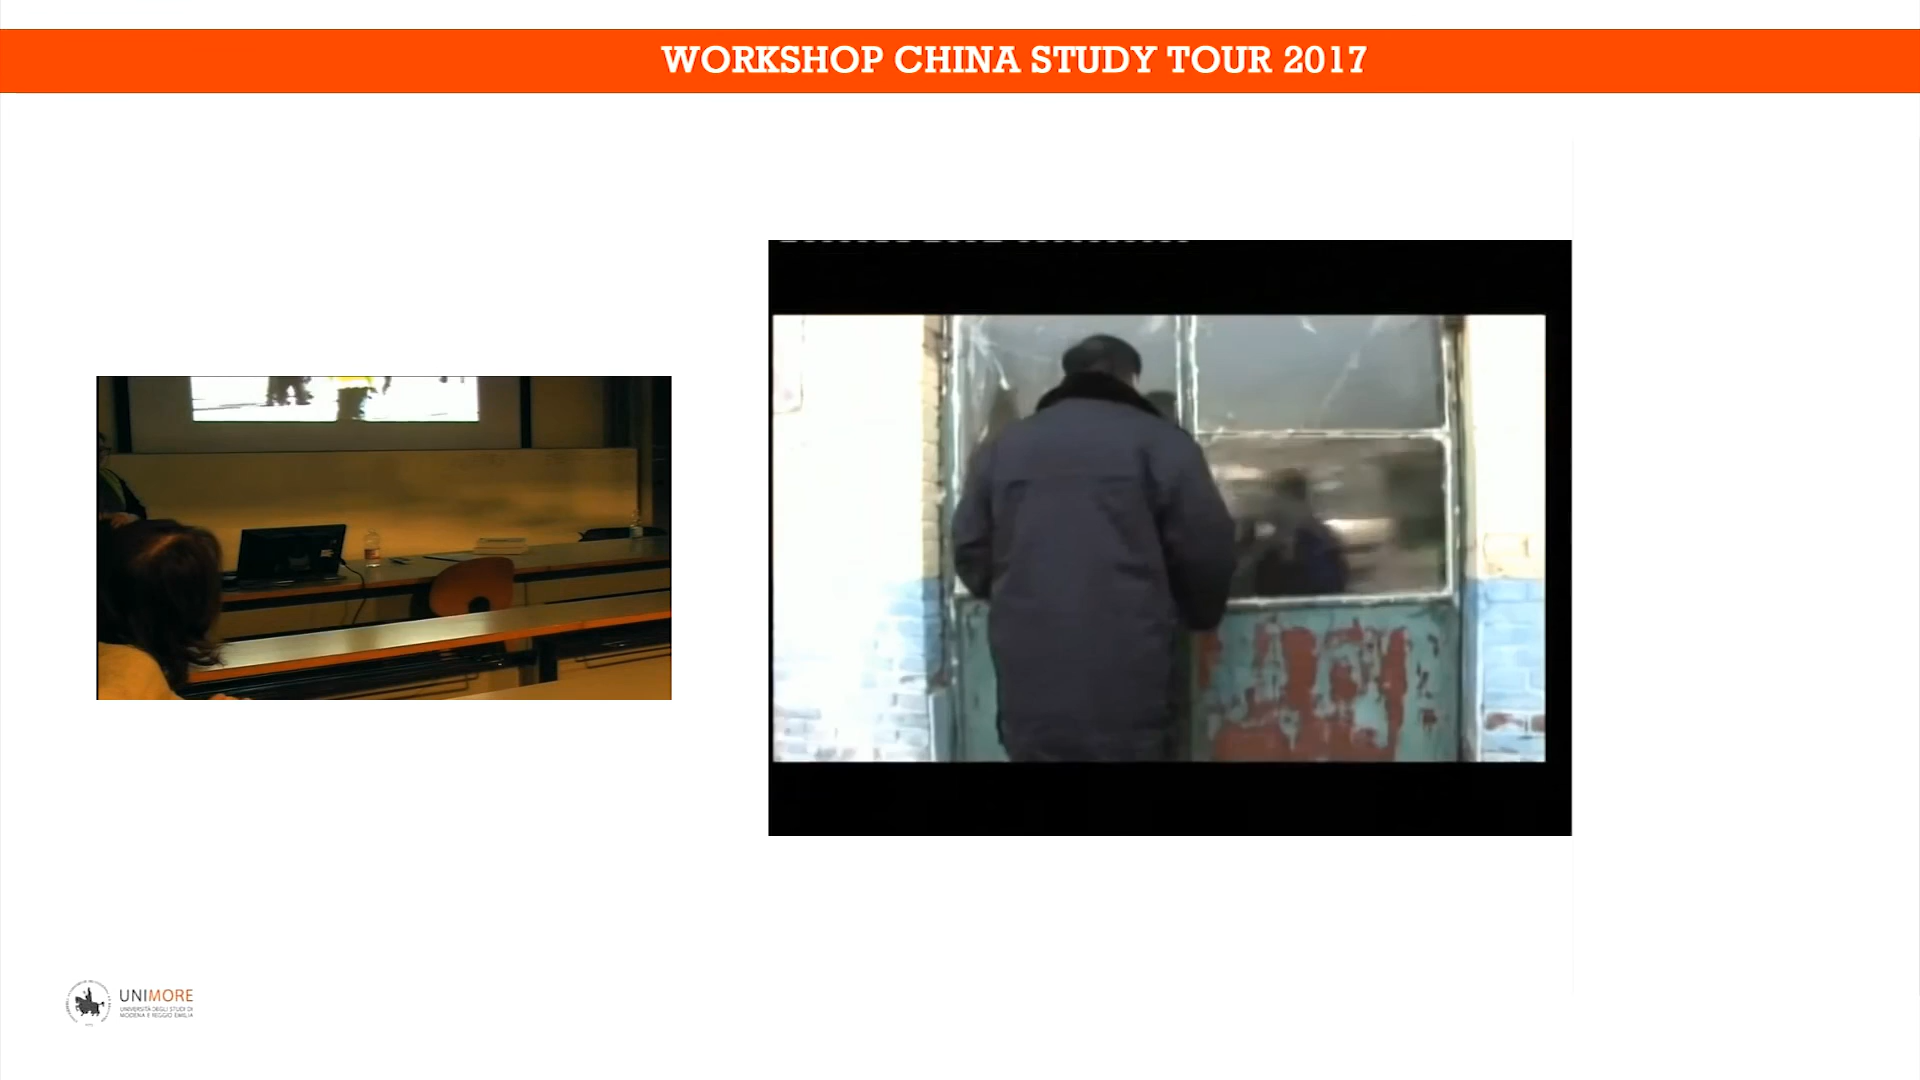 WORKSHOP CHINA STUDY TOUR 2017
UNIMORE
UNIVERSITÀ DEGLI STUDI DI
MODENA E REGGIO EMILIA